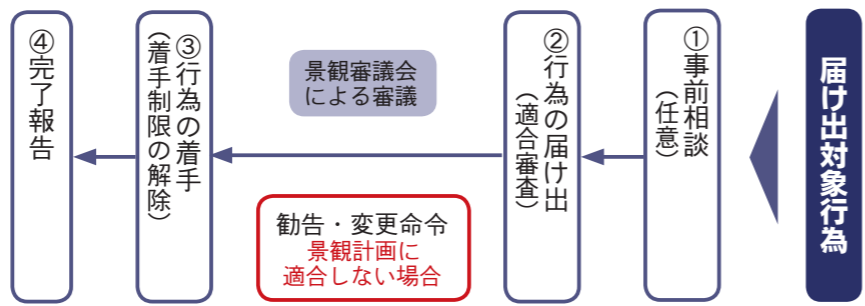 届け出対象行為
①事前相談
（任意）
②行為の届け出
（適合審査）
景観審議会
による審議
勧告・変更命令
景観計画に
適合しない場合
③行為の着手
（着手制限の解除）
④完了報告